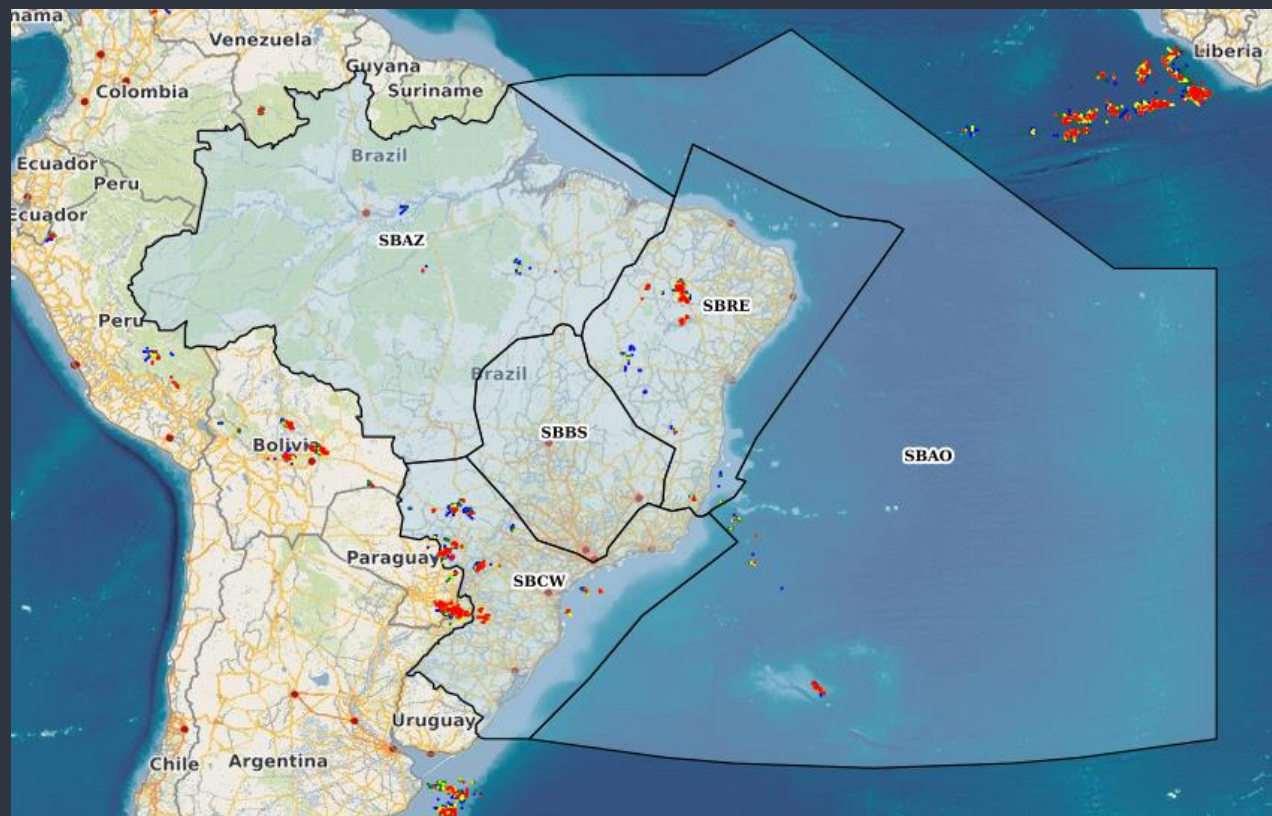 nama
Venezuela
Liberia
Guyana
Colombia
Suriname
Brazil
Ecuador
Peru
Ecuador
SBAZ
SBRE
Peru
Brazil
SBBS
Bolivia
SBAO
Paraguay
SBCW
Uruguay
Chile
Argentina